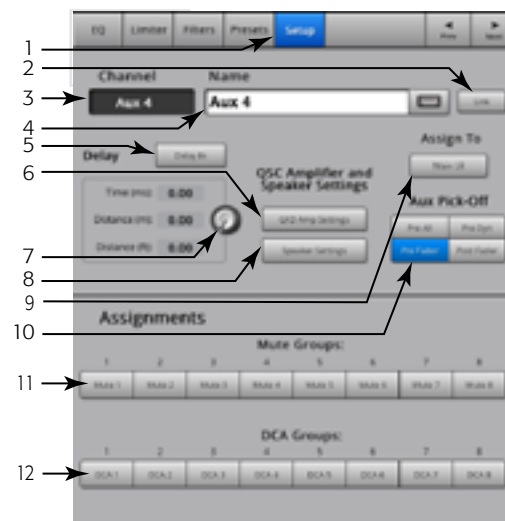 EQ Limiter Filters Presets Setup Prev Next
1
2
Channel Name
3 Aux 4 Aux 4 Link
4
5
Assign To
Delay Delay In Main LR
6 QSC Amplifier and
Speaker Settings
Aux Pick-Off
Time (ms) 0.00
Distance (m) 0.00 QSC Amp Settings Pre All Pre Dyn
Distance (ft) 0.00 Speaker Settings Pre Fader Post Fader
7
8
9
10
Assignments
Mute Groups:
1 2 3 4 5 6 7 8
11 Mute 1 Mute 2 Mute 3 Mute 4 Mute 5 Mute 6 Mute 7 Mute 8
DCA Groups:
1 2 3 4 5 6 7 8
12 DCA 1 DCA 2 DCA 3 DCA 4 DCA 5 DCA 6 DCA 7 DCA 8